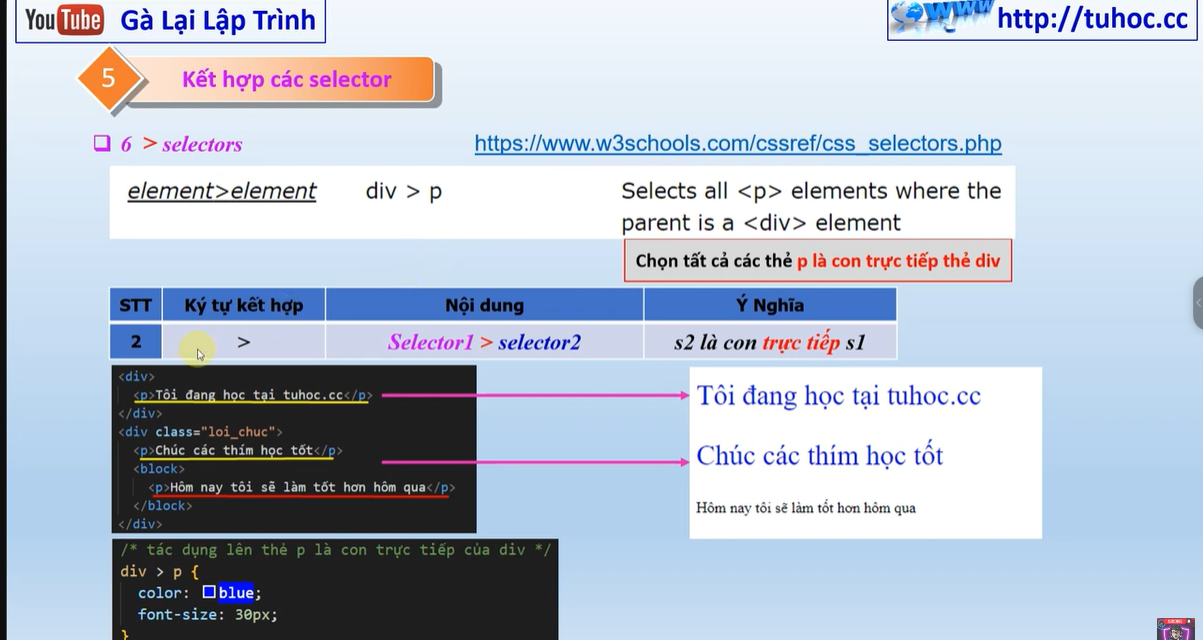 YouTube Gà Lại Lập Trình
www http://tuhoc.cc
5 Kết hợp các selector
6 > selectors https://www.w3schools.com/cssref/css_selectors.php
element>element div > p Selects all <p> elements where the
parent is a <div> element
Chọn tất cả các thẻ p là con trực tiếp thẻ div
STT Ký tự kết hợp Nội dung Ý Nghĩa
2 > Selector1 > selector2 s2 là con trực tiếp s1
<div>
<p>Tôi đang học tại tuhoc.cc</p>
</div>
<div class="loi_chuc">
<p>Chúc các thím học tốt</p>
<block>
<p>Hôm nay tôi sẽ làm tốt hơn hôm qua</p>
</block>
</div>
Tôi đang học tại tuhoc.cc
Chúc các thím học tốt
Hôm nay tôi sẽ làm tốt hơn hôm qua
/* tác dụng lên thẻ p là con trực tiếp của div */
div > p {
color: blue;
font-size: 30px;
}